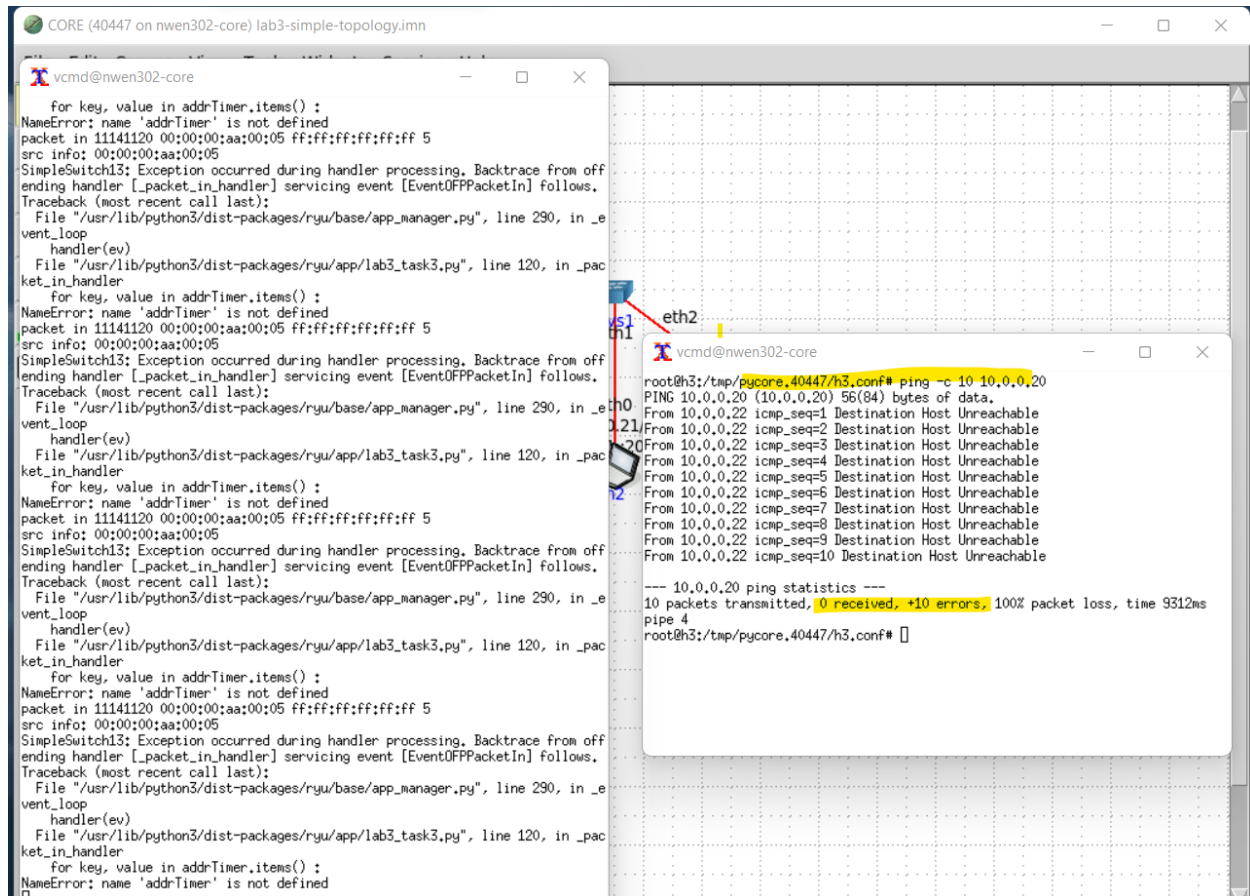 CORE (40447 on nwen302-core) lab3-simple-topology.imn
vcmd@nwen302-core
for key, value in addrTimer.items() :
NameError: name 'addrTimer' is not defined
packet in 11141120 00:00:00:aa:00:05 ff:ff:ff:ff:ff:ff 5
src info: 00:00:00:aa:00:05
SimpleSwitch13: Exception occurred during handler processing. Backtrace from off
ending handler [_packet_in_handler] servicing event [EventOFPPacketIn] follows.
Traceback (most recent call last):
File "/usr/lib/python3/dist-packages/ryu/base/app_manager.py", line 290, in _e
vent_loop
handler(ev)
File "/usr/lib/python3/dist-packages/ryu/app/lab3_task3.py", line 120, in _pac
ket_in_handler
for key, value in addrTimer.items() :
NameError: name 'addrTimer' is not defined
packet in 11141120 00:00:00:aa:00:05 ff:ff:ff:ff:ff:ff 5
src info: 00:00:00:aa:00:05
SimpleSwitch13: Exception occurred during handler processing. Backtrace from off
ending handler [_packet_in_handler] servicing event [EventOFPPacketIn] follows.
Traceback (most recent call last):
File "/usr/lib/python3/dist-packages/ryu/base/app_manager.py", line 290, in _e
vent_loop
handler(ev)
File "/usr/lib/python3/dist-packages/ryu/app/lab3_task3.py", line 120, in _pac
ket_in_handler
for key, value in addrTimer.items() :
NameError: name 'addrTimer' is not defined
packet in 11141120 00:00:00:aa:00:05 ff:ff:ff:ff:ff:ff 5
src info: 00:00:00:aa:00:05
SimpleSwitch13: Exception occurred during handler processing. Backtrace from off
ending handler [_packet_in_handler] servicing event [EventOFPPacketIn] follows.
Traceback (most recent call last):
File "/usr/lib/python3/dist-packages/ryu/base/app_manager.py", line 290, in _e
vent_loop
handler(ev)
File "/usr/lib/python3/dist-packages/ryu/app/lab3_task3.py", line 120, in _pac
ket_in_handler
for key, value in addrTimer.items() :
NameError: name 'addrTimer' is not defined
packet in 11141120 00:00:00:aa:00:05 ff:ff:ff:ff:ff:ff 5
src info: 00:00:00:aa:00:05
SimpleSwitch13: Exception occurred during handler processing. Backtrace from off
ending handler [_packet_in_handler] servicing event [EventOFPPacketIn] follows.
Traceback (most recent call last):
File "/usr/lib/python3/dist-packages/ryu/base/app_manager.py", line 290, in _e
vent_loop
handler(ev)
File "/usr/lib/python3/dist-packages/ryu/app/lab3_task3.py", line 120, in _pac
ket_in_handler
for key, value in addrTimer.items() :
NameError: name 'addrTimer' is not defined
eth2
vcmd@nwen302-core
root@h3:/tmp/pycore.40447/h3.conf# ping -c 10 10.0.0.20
PING 10.0.0.20 (10.0.0.20) 56(84) bytes of data.
From 10.0.0.22 icmp_seq=1 Destination Host Unreachable
From 10.0.0.22 icmp_seq=2 Destination Host Unreachable
From 10.0.0.22 icmp_seq=3 Destination Host Unreachable
From 10.0.0.22 icmp_seq=4 Destination Host Unreachable
From 10.0.0.22 icmp_seq=5 Destination Host Unreachable
From 10.0.0.22 icmp_seq=6 Destination Host Unreachable
From 10.0.0.22 icmp_seq=7 Destination Host Unreachable
From 10.0.0.22 icmp_seq=8 Destination Host Unreachable
From 10.0.0.22 icmp_seq=9 Destination Host Unreachable
From 10.0.0.22 icmp_seq=10 Destination Host Unreachable
--- 10.0.0.20 ping statistics ---
10 packets transmitted, 0 received, +10 errors, 100% packet loss, time 9312ms
pipe 4
root@h3:/tmp/pycore.40447/h3.conf#